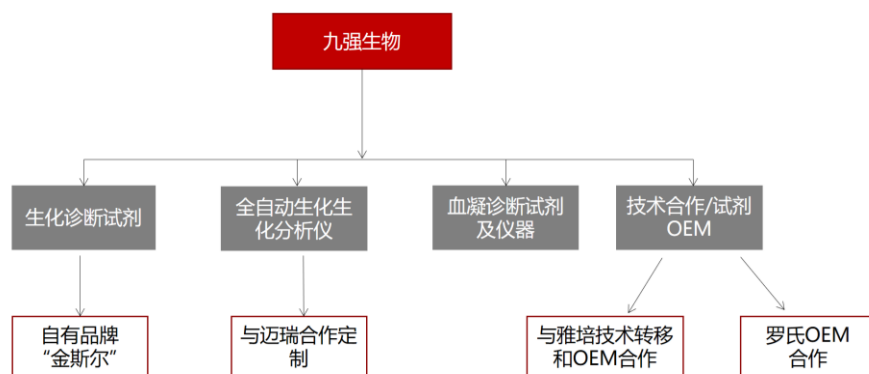 九强生物
生化诊断试剂
全自动生化生
化分析仪
血凝诊断试剂
及仪器
技术合作/试剂
OEM
自有品牌
“金斯尔”
与迈瑞合作定
制
与雅培技术转移
和OEM合作
罗氏OEM
合作